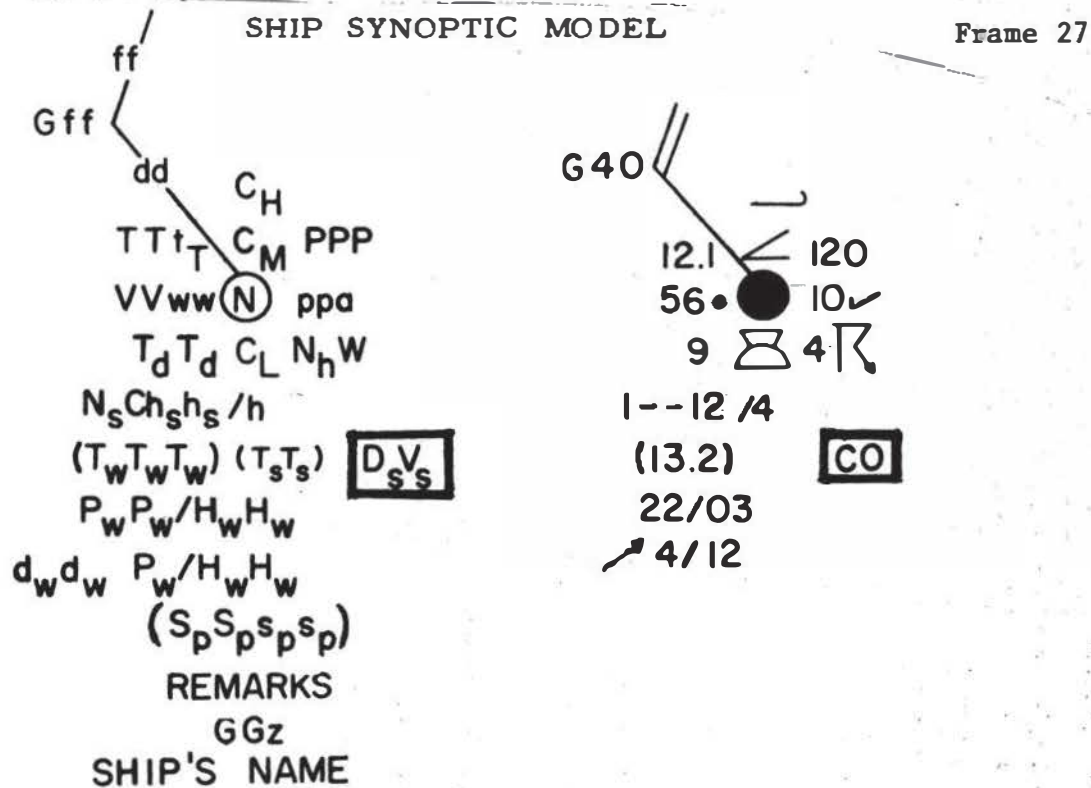 SHIP SYNOPTIC MODEL
Frame 27
ff
Gff
dd
C_H
TTt_T C_M PPP
VVww N ppa
T_dT_d C_L N_hW
N_sCh_sh_s/h
(T_wT_wT_w) (T_sT_s) D_sV_s
P_wP_w/H_wH_w
d_wd_w P_w/H_wH_w
(S_pS_ps_ps_p)
REMARKS
GGz
SHIP'S NAME
G40
12.1 120
56 10
9 4
1--12/4
(13.2) CO
22/03
4/12